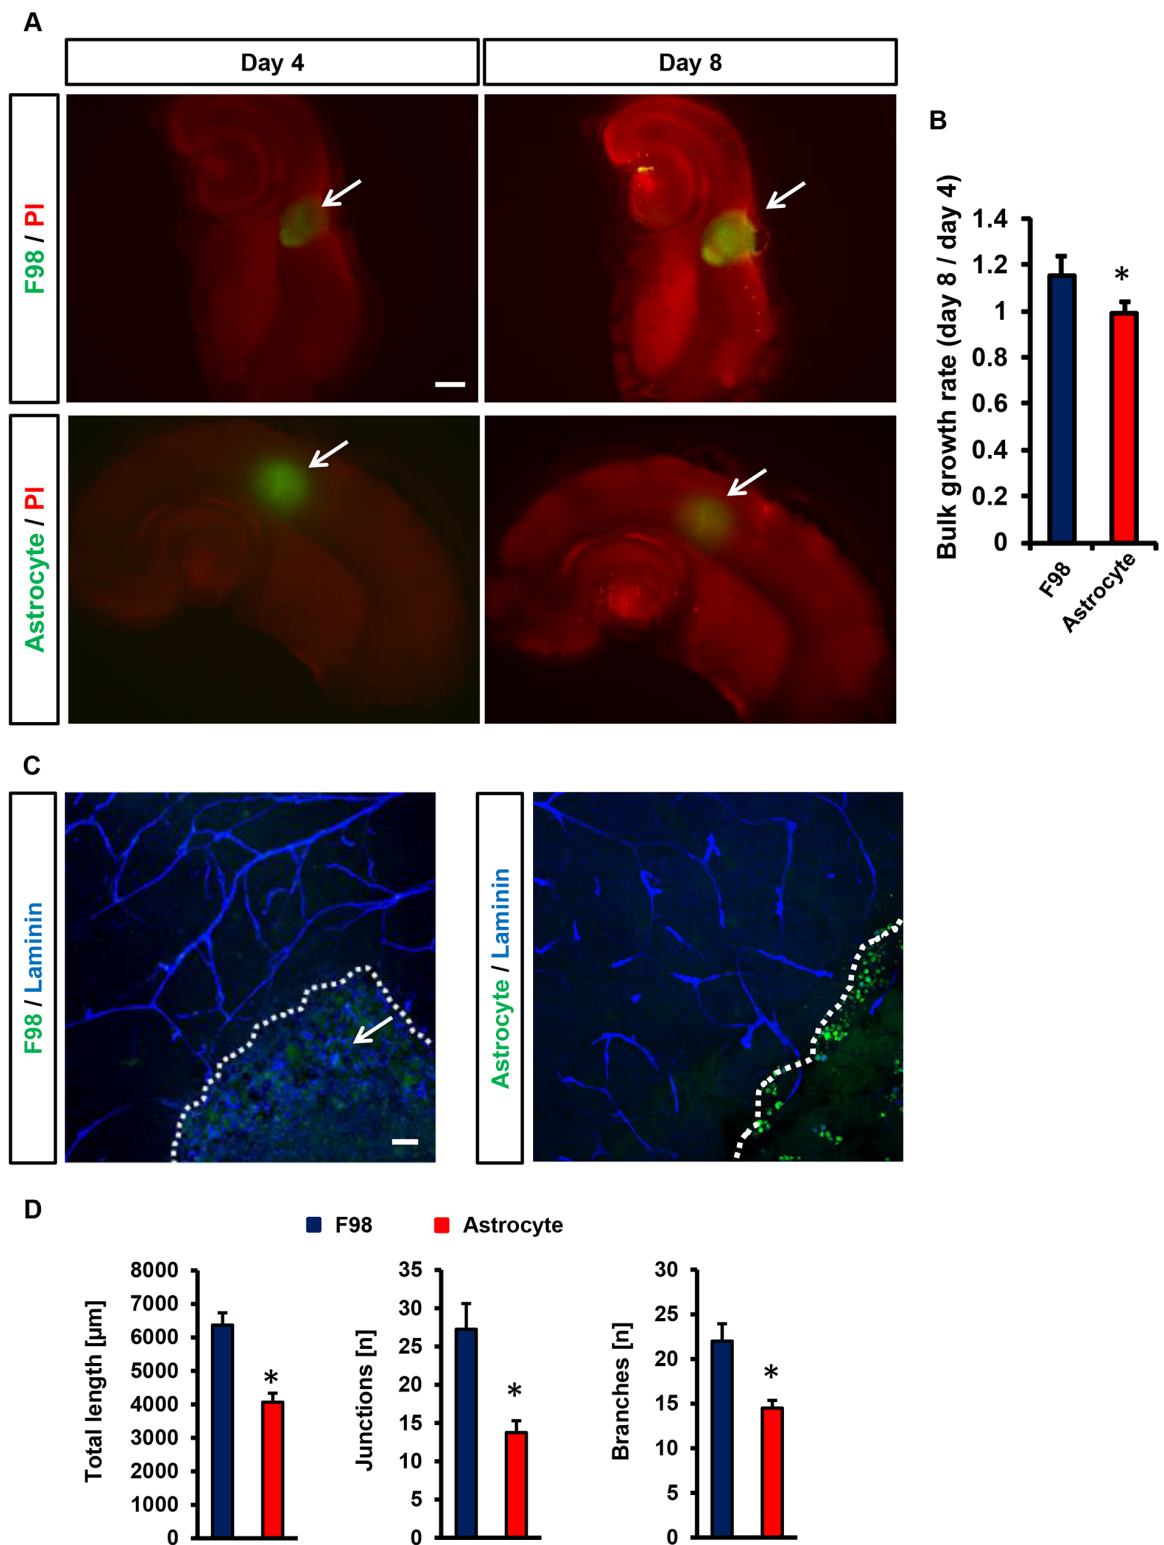 A
Day 4
Day 8
F98 / PI
Astrocyte / PI
B
Bulk growth rate (day 8 / day 4)
1.4
1.2
1
0.8
0.6
0.4
0.2
0
F98
Astrocyte
*
C
F98 / Laminin
Astrocyte / Laminin
D
F98
Astrocyte
Total length [µm]
8000
7000
6000
5000
4000
3000
2000
1000
0
*
Junctions [n]
35
30
25
20
15
10
5
0
*
Branches [n]
30
25
20
15
10
5
0
*